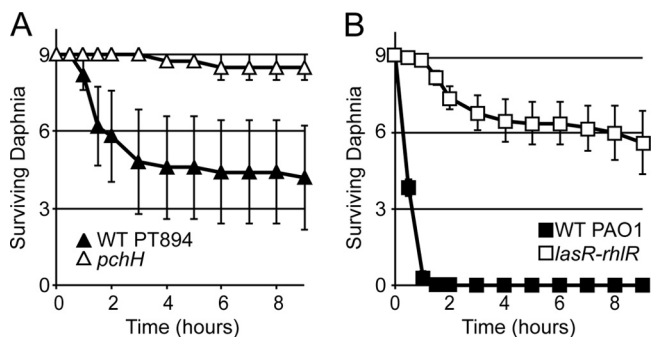 A
9
6
3
0
Surviving Daphnia
WT PT894
pchH
0 2 4 6 8
Time (hours)
B
9
6
3
0
Surviving Daphnia
WT PAO1
lasR-rhlR
0 2 4 6 8
Time (hours)